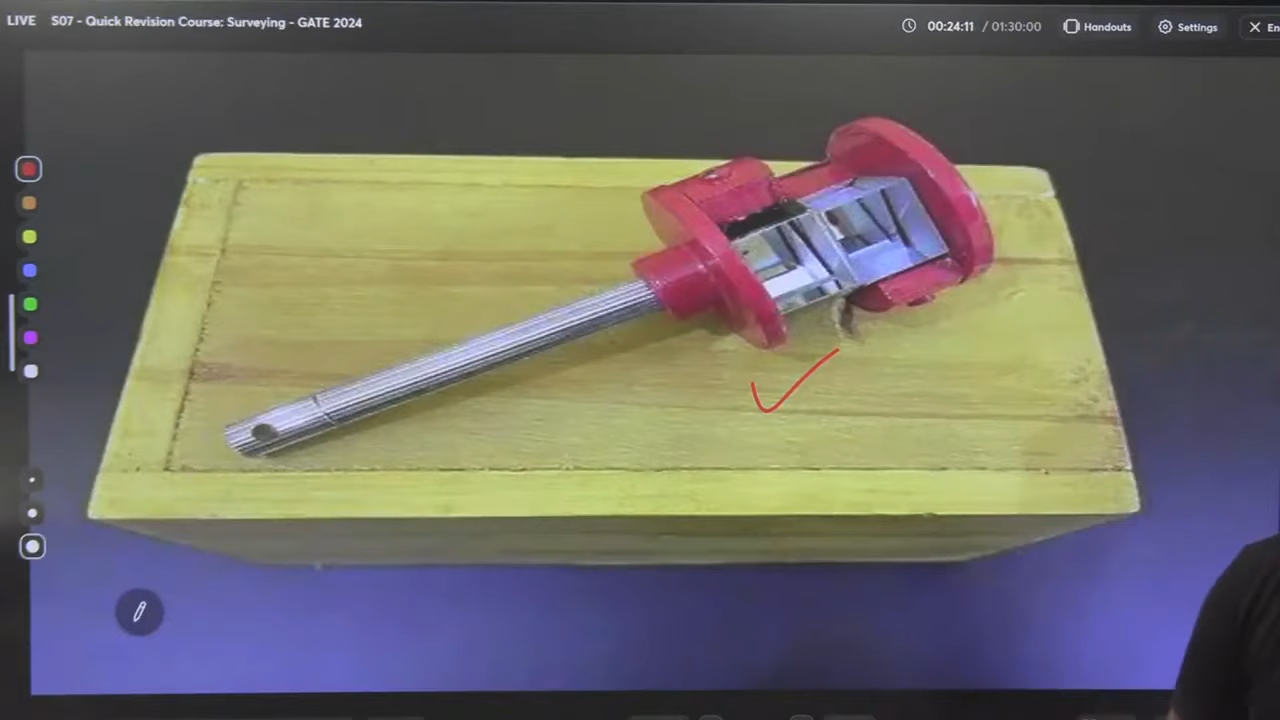 LIVE S07 - Quick Revision Course: Surveying - GATE 2024
00:24:11 / 01:30:00
Handouts
Settings